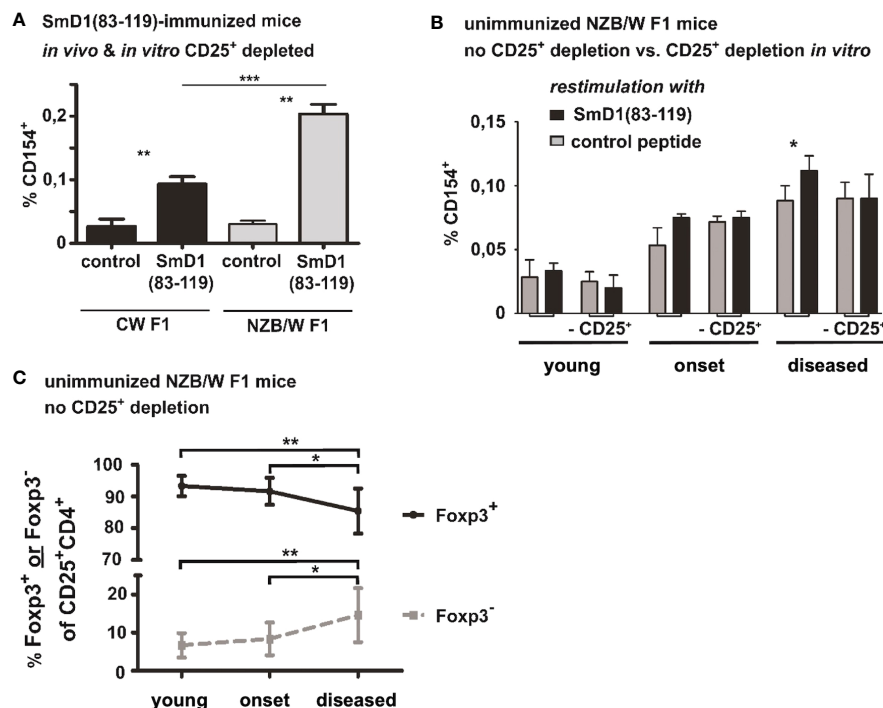 A SmD1(83-119)-immunized mice
in vivo & in vitro CD25+ depleted
***
**
**
% CD154+
0,2
0,1
0
control SmD1 control SmD1
(83-119) (83-119)
CW F1 NZB/W F1
B unimmunized NZB/W F1 mice
no CD25+ depletion vs. CD25+ depletion in vitro
restimulation with
SmD1(83-119)
control peptide
*
% CD154+
0,15
0,10
0,05
0
- CD25+ - CD25+ - CD25+
young onset diseased
C unimmunized NZB/W F1 mice
no CD25+ depletion
**
*
% Foxp3+ or Foxp3-
of CD25+CD4+
100
90
80
70
Foxp3+
**
*
20
10
0
Foxp3-
young onset diseased